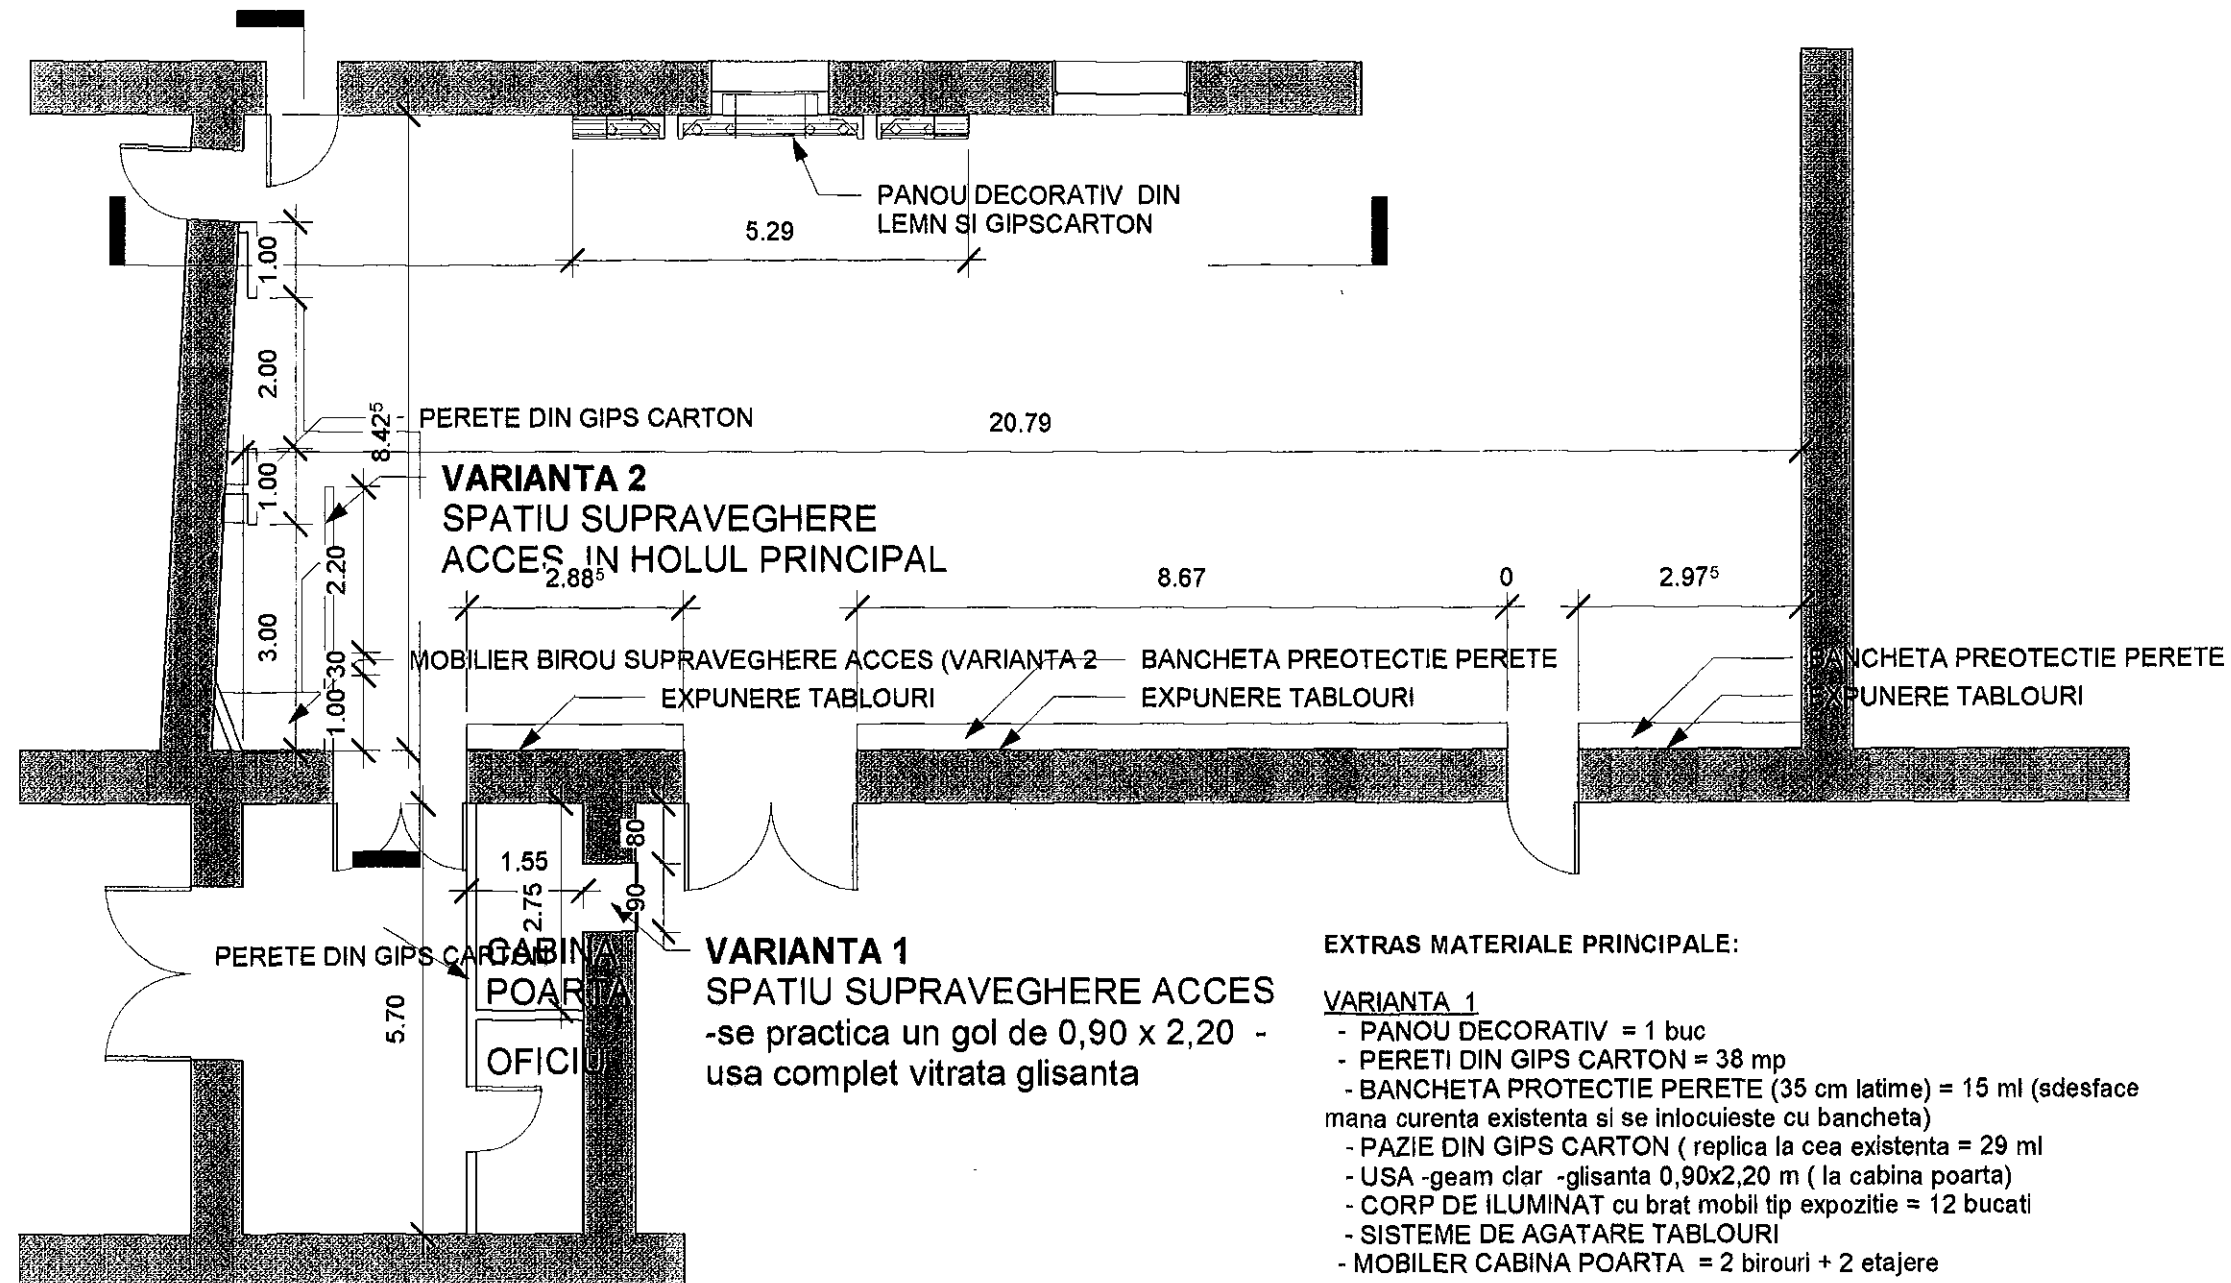 PANOU DECORATIV DIN
LEMN SI GIPSCARTON
5.29
1.00
2.00
8.42⁵
PERETE DIN GIPS CARTON
20.79
1.00
VARIANTA 2
SPATIU SUPRAVEGHERE
ACCES IN HOLUL PRINCIPAL
2.20
2.88⁵
8.67
0
2.97⁵
3.00
30
1.00⁵
MOBILIER BIROU SUPRAVEGHERE ACCES (VARIANTA 2
BANCHETA PREOTECTIE PERETE
BANCHETA PREOTECTIE PERETE
EXPUNERE TABLOURI
EXPUNERE TABLOURI
EXPUNERE TABLOURI
80
1.55
2.75
90
PERETE DIN GIPS CARTON
CABINA
POARTA
5.70
OFICIU
VARIANTA 1
SPATIU SUPRAVEGHERE ACCES
-se practica un gol de 0,90 x 2,20 -
usa complet vitrata glisanta
EXTRAS MATERIALE PRINCIPALE:
VARIANTA 1
- PANOU DECORATIV = 1 buc
- PERETI DIN GIPS CARTON = 38 mp
- BANCHETA PROTECTIE PERETE (35 cm latime) = 15 ml (sdesface
mana curenta existenta si se inlocuieste cu bancheta)
- PAZIE DIN GIPS CARTON ( replica la cea existenta = 29 ml
- USA -geam clar -glisanta 0,90x2,20 m ( la cabina poarta)
- CORP DE ILUMINAT cu brat mobil tip expozitie = 12 bucati
- SISTEME DE AGATARE TABLOURI
- MOBILER CABINA POARTA = 2 birouri + 2 etajere